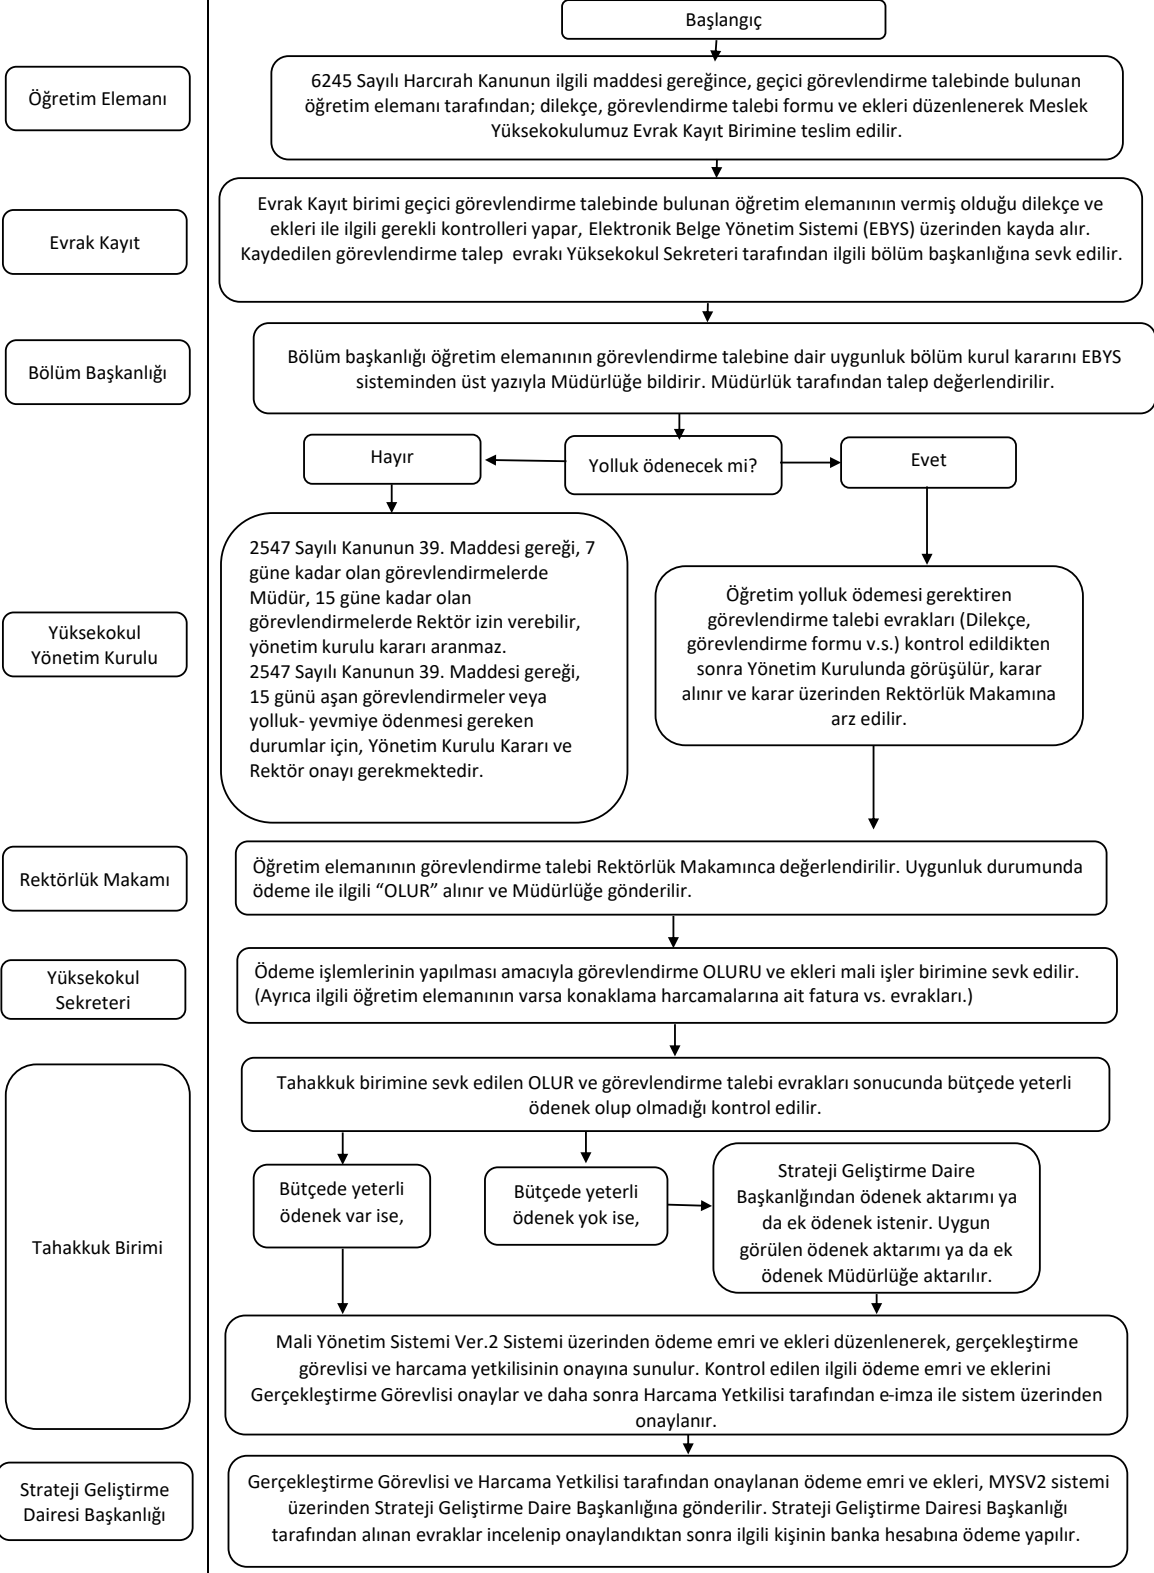 Başlangıç
Öğretim Elemanı
6245 Sayılı Harcırah Kanunun ilgili maddesi gereğince, geçici görevlendirme talebinde bulunan
öğretim elemanı tarafından; dilekçe, görevlendirme talebi formu ve ekleri düzenlenerek Meslek
Yüksekokulumuz Evrak Kayıt Birimine teslim edilir.
Evrak Kayıt
Evrak Kayıt birimi geçici görevlendirme talebinde bulunan öğretim elemanının vermiş olduğu dilekçe ve
ekleri ile ilgili gerekli kontrolleri yapar, Elektronik Belge Yönetim Sistemi (EBYS) üzerinden kayda alır.
Kaydedilen görevlendirme talep evrakı Yüksekokul Sekreteri tarafından ilgili bölüm başkanlığına sevk edilir.
Bölüm Başkanlığı
Bölüm başkanlığı öğretim elemanının görevlendirme talebine dair uygunluk bölüm kurul kararını EBYS
sisteminden üst yazıyla Müdürlüğe bildirir. Müdürlük tarafından talep değerlendirilir.
Hayır
Yolluk ödenecek mi?
Evet
Yüksekokul
Yönetim Kurulu
2547 Sayılı Kanunun 39. Maddesi gereği, 7
güne kadar olan görevlendirmelerde
Müdür, 15 güne kadar olan
görevlendirmelerde Rektör izin verebilir,
yönetim kurulu kararı aranmaz.
2547 Sayılı Kanunun 39. Maddesi gereği,
15 günü aşan görevlendirmeler veya
yolluk- yevmiye ödenmesi gereken
durumlar için, Yönetim Kurulu Kararı ve
Rektör onayı gerekmektedir.
Öğretim yolluk ödemesi gerektiren
görevlendirme talebi evrakları (Dilekçe,
görevlendirme formu v.s.) kontrol edildikten
sonra Yönetim Kurulunda görüşülür, karar
alınır ve karar üzerinden Rektörlük Makamına
arz edilir.
Rektörlük Makamı
Öğretim elemanının görevlendirme talebi Rektörlük Makamınca değerlendirilir. Uygunluk durumunda
ödeme ile ilgili “OLUR” alınır ve Müdürlüğe gönderilir.
Yüksekokul
Sekreteri
Ödeme işlemlerinin yapılması amacıyla görevlendirme OLURU ve ekleri mali işler birimine sevk edilir.
(Ayrıca ilgili öğretim elemanının varsa konaklama harcamalarına ait fatura vs. evrakları.)
Tahakkuk Birimi
Tahakkuk birimine sevk edilen OLUR ve görevlendirme talebi evrakları sonucunda bütçede yeterli
ödenek olup olmadığı kontrol edilir.
Bütçede yeterli
ödenek var ise,
Bütçede yeterli
ödenek yok ise,
Strateji Geliştirme Daire
Başkanlğından ödenek aktarımı ya
da ek ödenek istenir. Uygun
görülen ödenek aktarımı ya da ek
ödenek Müdürlüğe aktarılır.
Mali Yönetim Sistemi Ver.2 Sistemi üzerinden ödeme emri ve ekleri düzenlenerek, gerçekleştirme
görevlisi ve harcama yetkilisinin onayına sunulur. Kontrol edilen ilgili ödeme emri ve eklerini
Gerçekleştirme Görevlisi onaylar ve daha sonra Harcama Yetkilisi tarafından e-imza ile sistem üzerinden
onaylanır.
Strateji Geliştirme
Dairesi Başkanlığı
Gerçekleştirme Görevlisi ve Harcama Yetkilisi tarafından onaylanan ödeme emri ve ekleri, MYSV2 sistemi
üzerinden Strateji Geliştirme Daire Başkanlığına gönderilir. Strateji Geliştirme Dairesi Başkanlığı
tarafından alınan evraklar incelenip onaylandıktan sonra ilgili kişinin banka hesabına ödeme yapılır.